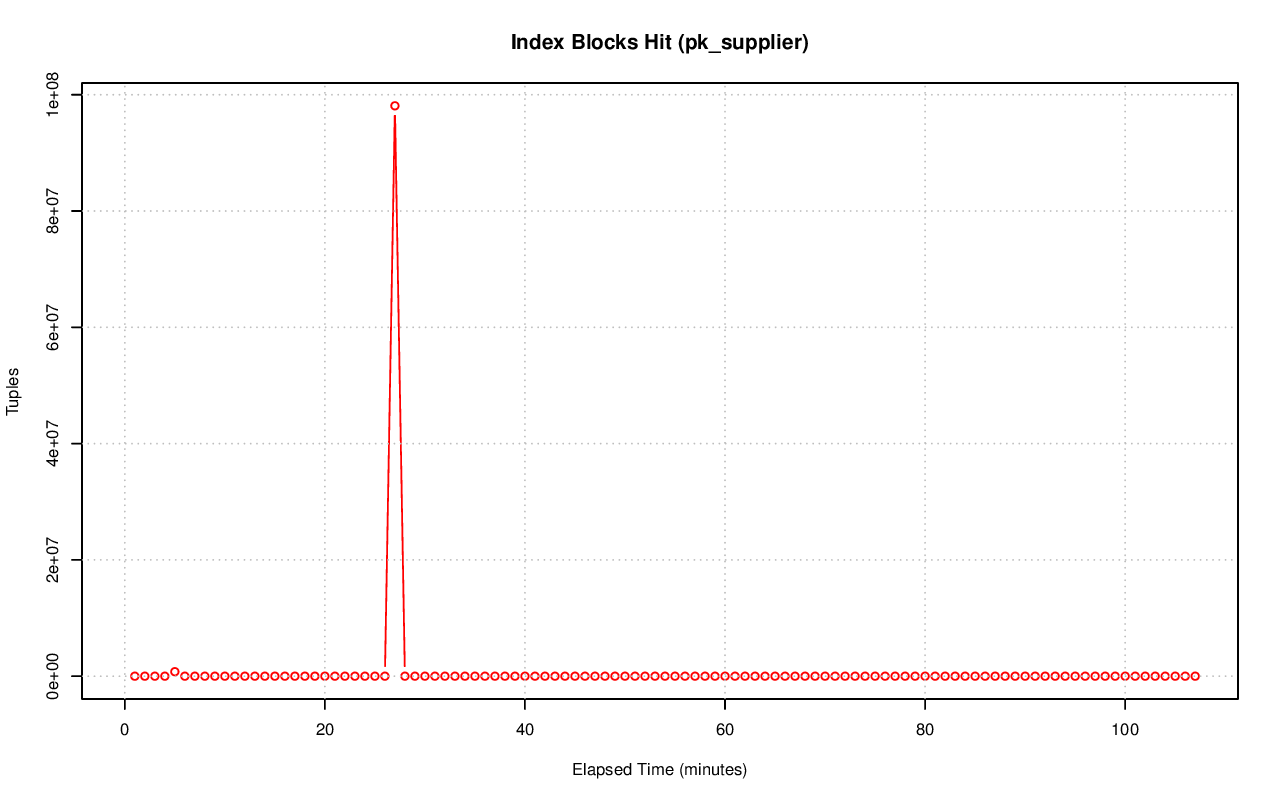 Index Blocks Hit (pk_supplier)
1e+08
8e+07
6e+07
4e+07
2e+07
0e+00
Tuples
0 20 40 60 80 100
Elapsed Time (minutes)